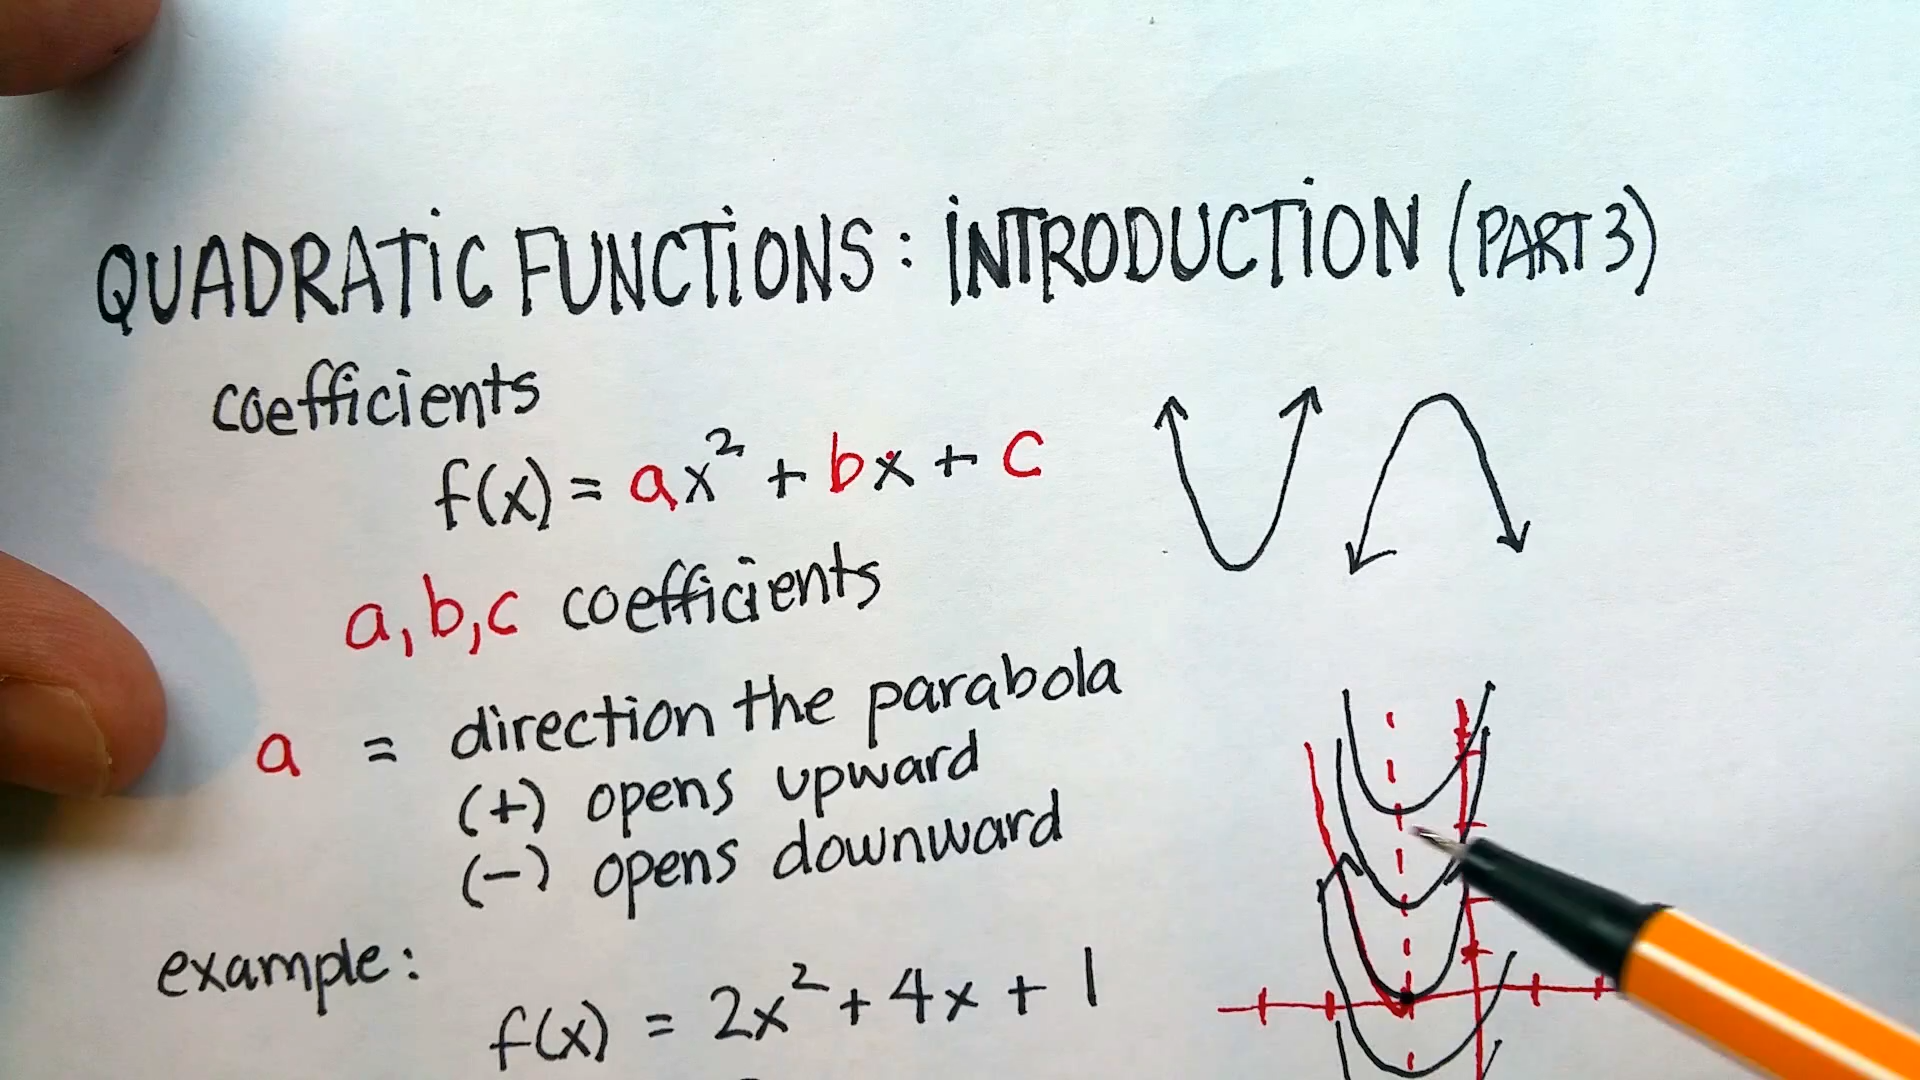 QUADRATIC FUNCTIONS: INTRODUCTION (PART 3)
coefficients
f(x) = ax² + bx + c
a, b, c coefficients
a = direction the parabola
(+) opens upward
(-) opens downward
example:
f(x) = 2x² + 4x + 1